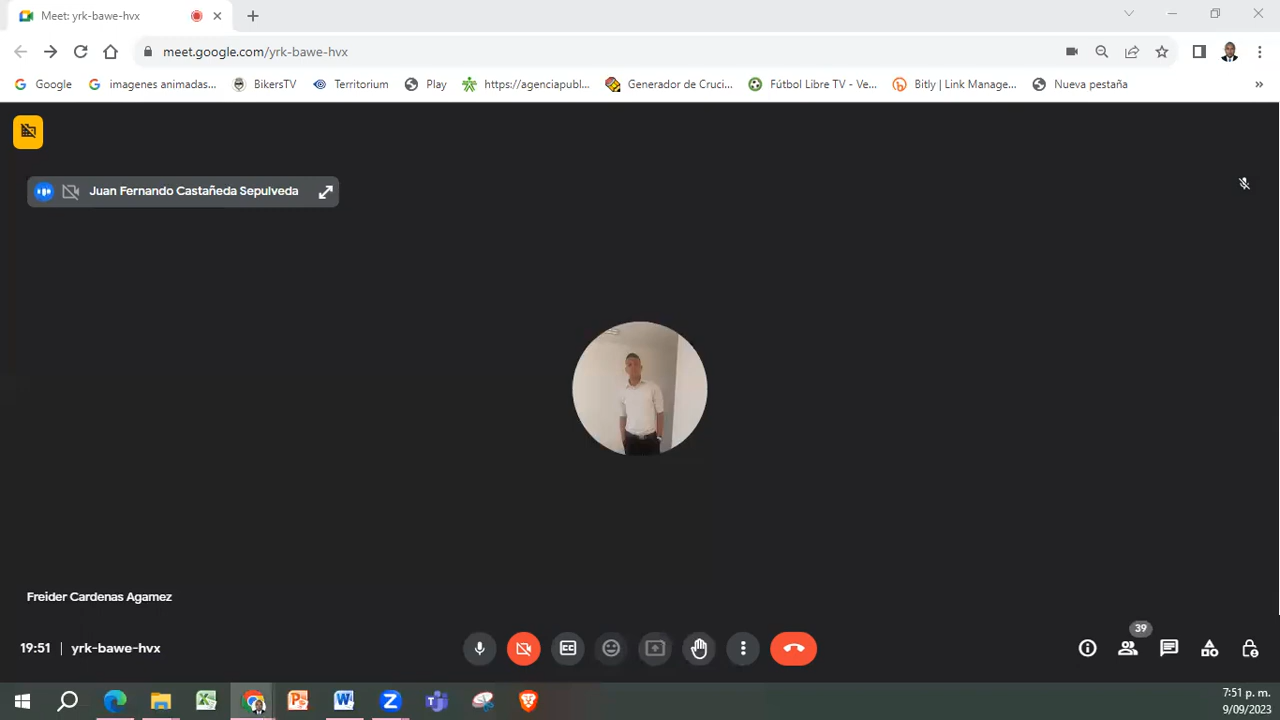 Meet: yrk-bawe-hvx
meet.google.com/yrk-bawe-hvx
Google
imagenes animadas...
BikersTV
Territorium
Play
https://agenciapubl...
Generador de Cruci...
Fútbol Libre TV - Ve...
Bitly | Link Manage...
Nueva pestaña
»
Juan Fernando Castañeda Sepulveda
Freider Cardenas Agamez
39
19:51 | yrk-bawe-hvx
7:51 p. m.
9/09/2023